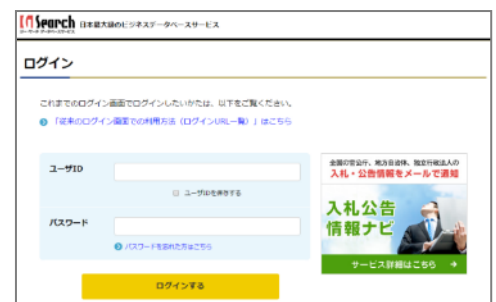 Search 日本最大級のビジネスデータベースサービス
ログイン
これまでのログイン画面でログインしたいかたは、以下をご覧ください。
「従来のログイン画面での利用方法（ログインURL一覧）」はこちら
ユーザID
ユーザIDを保存する
パスワード
パスワードを忘れた方はこちら
ログインする
全国の官公庁、地方自治体、独立行政法人の
入札・公告情報をメールで通知
入札公告
情報ナビ
サービス詳細はこちら →